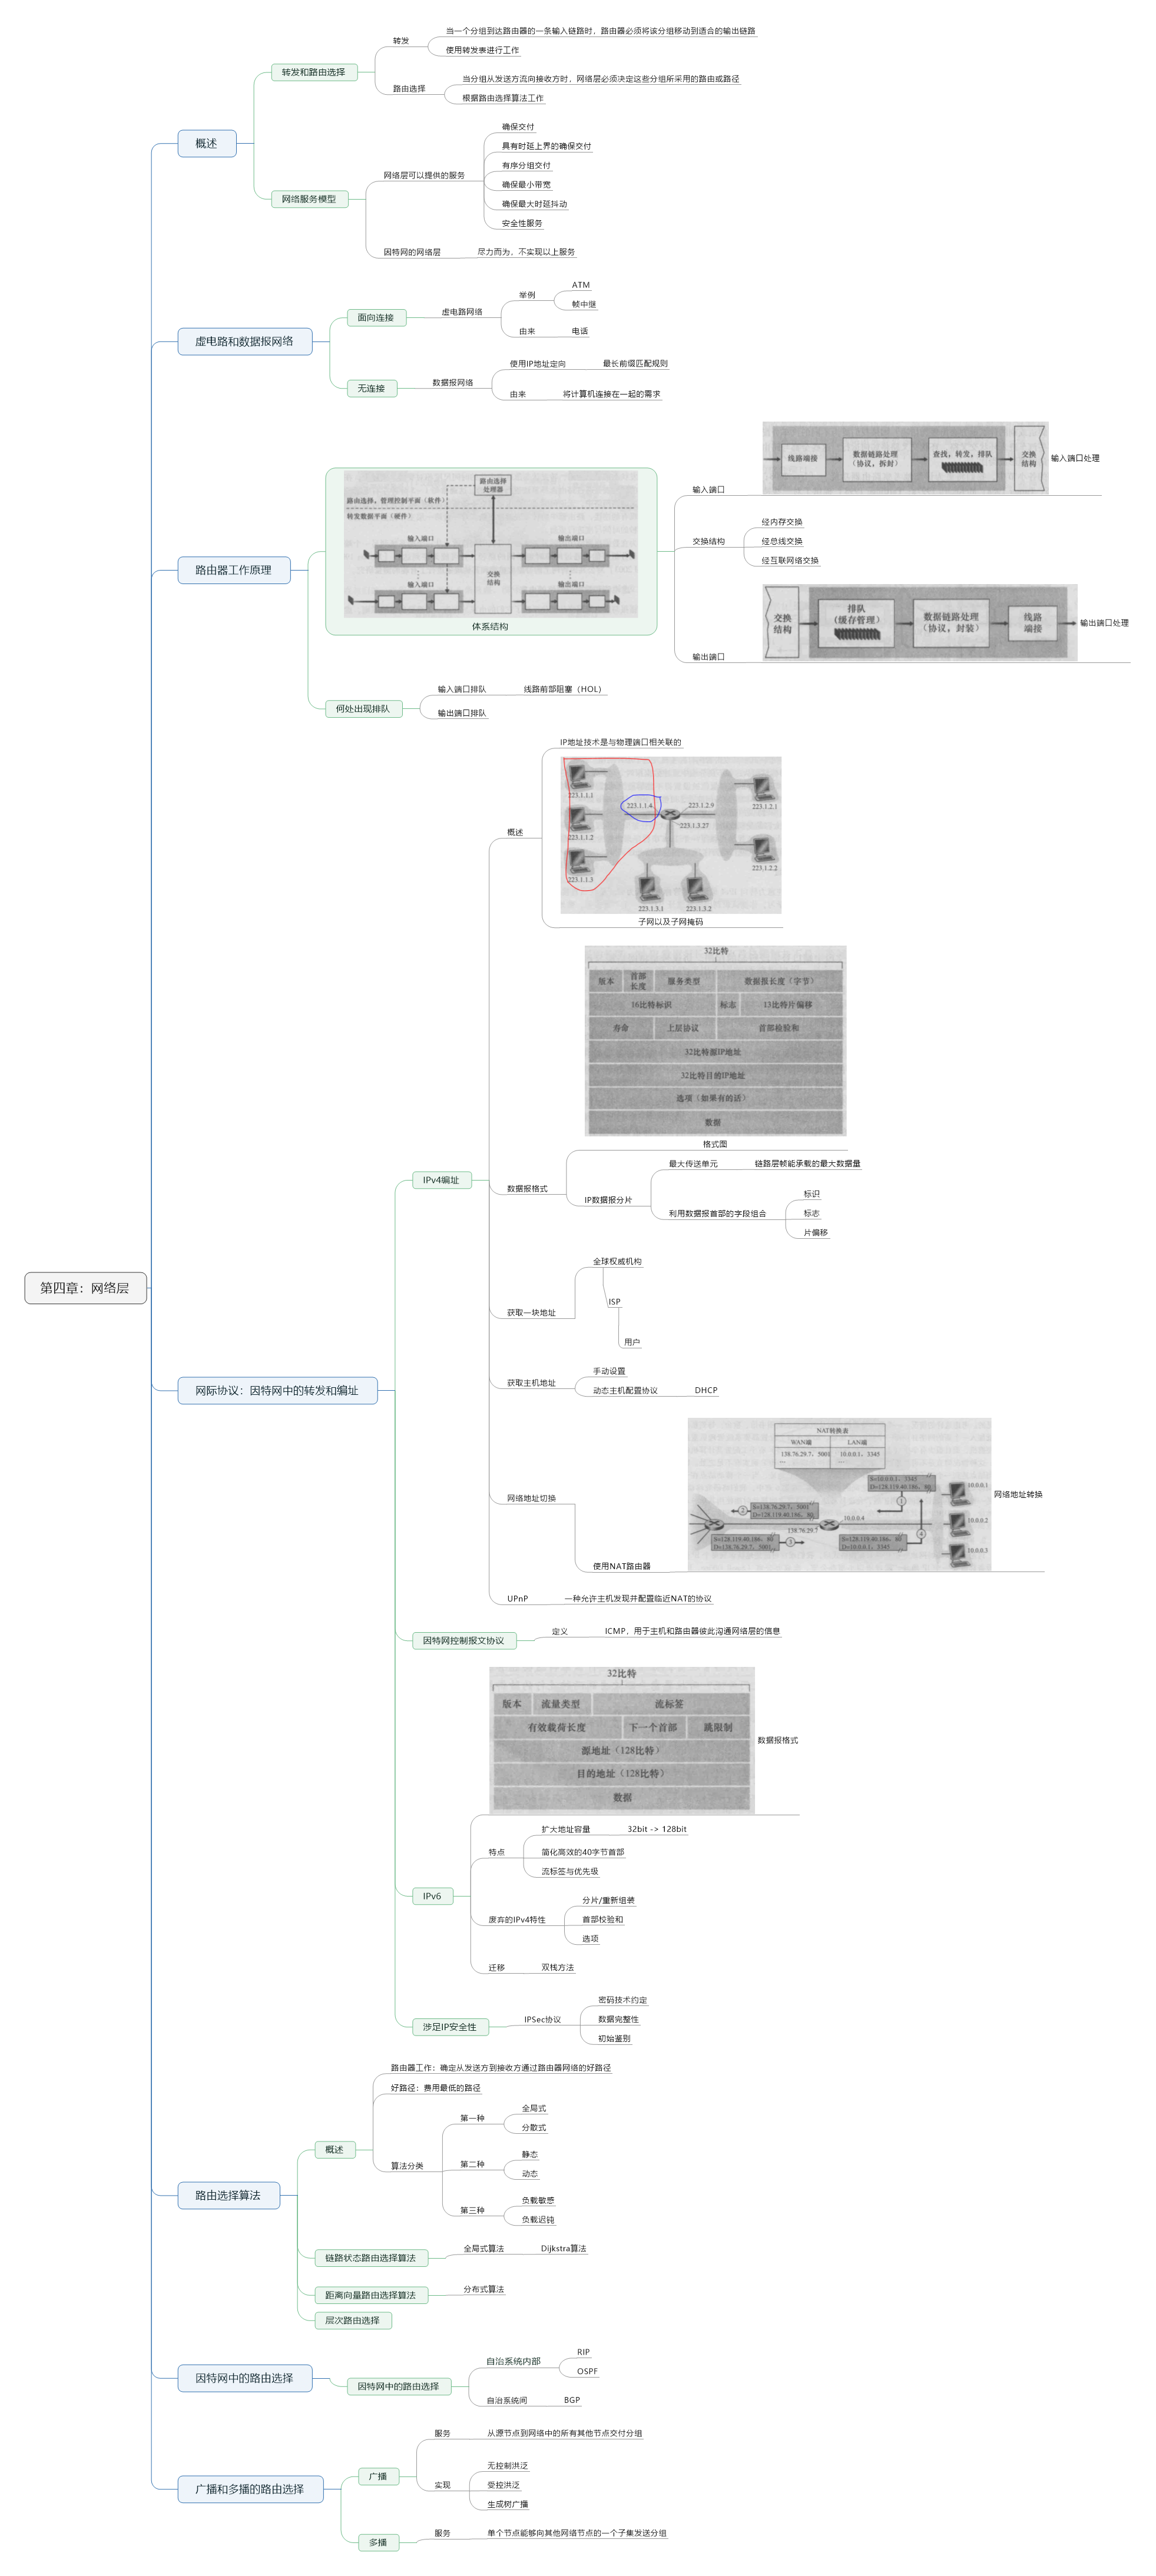 第四章：网络层
概述
转发和路由选择
转发
当一个分组到达路由器的一条输入链路时，路由器必须将该分组移动到适合的输出链路
使用转发表进行工作
路由选择
当分组从发送方流向接收方时，网络层必须决定这些分组所采用的路由或路径
根据路由选择算法工作
网络服务模型
网络层可以提供的服务
确保交付
具有时延上界的确保交付
有序分组交付
确保最小带宽
确保最大时延抖动
安全性服务
因特网的网络层
尽力而为，不实现以上服务
虚电路和数据报网络
面向连接
虚电路网络
举例
ATM
帧中继
由来
电话
无连接
数据报网络
使用IP地址定向
最长前缀匹配规则
由来
将计算机连接在一起的需求
路由器工作原理
路由选择
处理器
路由选择，管理控制平面（软件）
转发数据平面（硬件）
输入端口
输出端口
交换
结构
输入端口
输出端口
体系结构
输入端口
线路端接
数据链路处理
（协议，拆封）
查找，转发，排队
交换
结构
输入端口处理
交换结构
经内存交换
经总线交换
经互联网络交换
输出端口
交换
结构
排队
（缓存管理）
数据链路处理
（协议，封装）
线路
端接
输出端口处理
何处出现排队
输入端口排队
线路前部阻塞（HOL）
输出端口排队
网际协议：因特网中的转发和编址
IPv4编址
概述
IP地址技术是与物理端口相关联的
223.1.1.1
223.1.1.2
223.1.1.3
223.1.1.4
223.1.2.9
223.1.3.27
223.1.2.1
223.1.2.2
223.1.3.1
223.1.3.2
子网以及子网掩码
数据报格式
32比特
版本
首部
长度
服务类型
数据报长度（字节）
16比特标识
标志
13比特片偏移
寿命
上层协议
首部检验和
32比特源IP地址
32比特目的IP地址
选项（如果有的话）
数据
格式图
IP数据报分片
最大传送单元
链路层帧能承载的最大数据量
利用数据报首部的字段组合
标识
标志
片偏移
获取一块地址
全球权威机构
ISP
用户
获取主机地址
手动设置
动态主机配置协议
DHCP
网络地址切换
使用NAT路由器
NAT转换表
WAN端
LAN端
138.76.29.7，5001
10.0.0.1，3345
…
…
S=10.0.0.1，3345
D=128.119.40.186，80
①
10.0.0.1
S=138.76.29.7，5001
D=128.119.40.186，80
②
10.0.0.4
10.0.0.2
138.76.29.7
S=128.119.40.186，80
D=138.76.29.7，5001
③
S=128.119.40.186，80
D=10.0.0.1，3345
④
10.0.0.3
网络地址转换
UPnP
一种允许主机发现并配置临近NAT的协议
因特网控制报文协议
定义
ICMP，用于主机和路由器彼此沟通网络层的信息
IPv6
32比特
版本
流量类型
流标签
有效载荷长度
下一个首部
跳限制
源地址（128比特）
目的地址（128比特）
数据
数据报格式
特点
扩大地址容量
32bit -> 128bit
简化高效的40字节首部
流标签与优先级
废弃的IPv4特性
分片/重新组装
首部校验和
选项
迁移
双栈方法
涉足IP安全性
IPSec协议
密码技术约定
数据完整性
初始鉴别
路由选择算法
概述
路由器工作：确定从发送方到接收方通过路由器网络的好路径
好路径：费用最低的路径
算法分类
第一种
全局式
分散式
第二种
静态
动态
第三种
负载敏感
负载迟钝
链路状态路由选择算法
全局式算法
Dijkstra算法
距离向量路由选择算法
分布式算法
层次路由选择
因特网中的路由选择
因特网中的路由选择
自治系统内部
RIP
OSPF
自治系统间
BGP
广播和多播的路由选择
广播
服务
从源节点到网络中的所有其他节点交付分组
实现
无控制洪泛
受控洪泛
生成树广播
多播
服务
单个节点能够向其他网络节点的一个子集发送分组